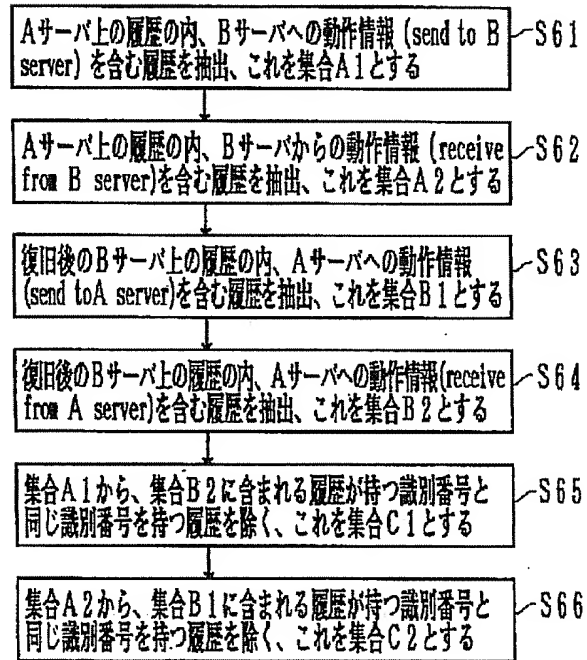 Aサーバ上の履歴の内、Bサーバへの動作情報 (send to B
server) を含む履歴を抽出、これを集合A1とする
S61
Aサーバ上の履歴の内、Bサーバからの動作情報 (receive
from B server)を含む履歴を抽出、これを集合A2とする
S62
復旧後のBサーバ上の履歴の内、Aサーバへの動作情報
(send toA server)を含む履歴を抽出、これを集合B1とする
S63
復旧後のBサーバ上の履歴の内、Aサーバへの動作情報(receive
from A server)を含む履歴を抽出、これを集合B2とする
S64
集合A1から、集合B2に含まれる履歴が持つ識別番号と
同じ識別番号を持つ履歴を除く、これを集合C1とする
S65
集合A2から、集合B1に含まれる履歴が持つ識別番号と
同じ識別番号を持つ履歴を除く、これを集合C2とする
S66